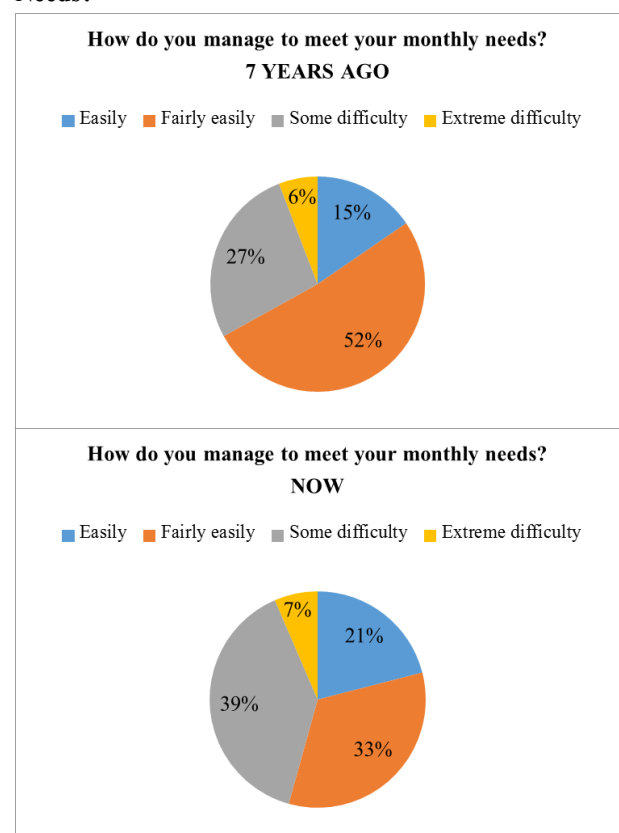 Needs?
How do you manage to meet your monthly needs?
7 YEARS AGO
Easily Fairly easily Some difficulty Extreme difficulty
6%
15%
27%
52%
How do you manage to meet your monthly needs?
NOW
Easily Fairly easily Some difficulty Extreme difficulty
7%
21%
39%
33%